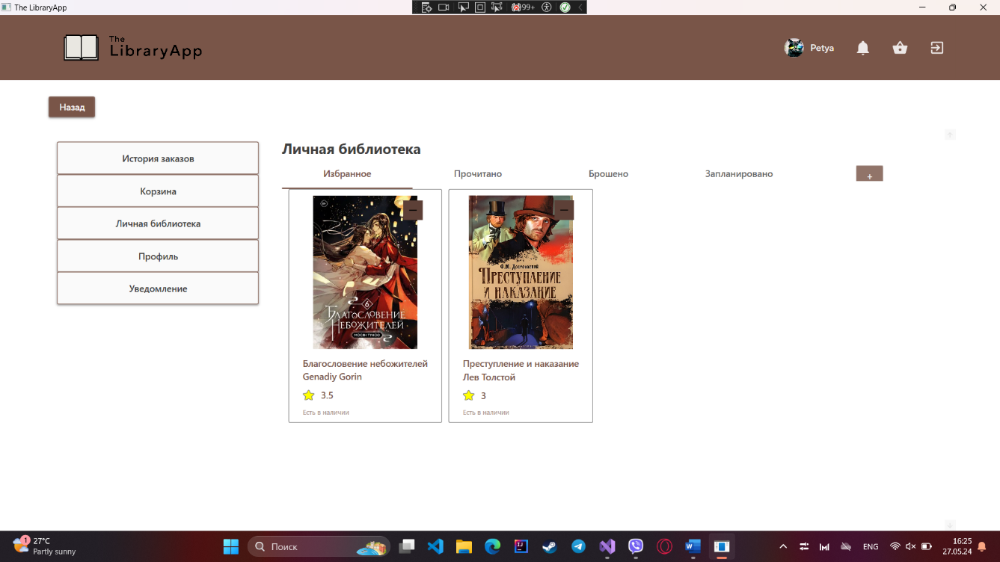 The LibraryApp
99+
The
LibraryApp
Petya
Назад
История заказов
Корзина
Личная библиотека
Профиль
Уведомление
Личная библиотека
Избранное
Прочитано
Брошено
Запланировано
+
6
БЛАГОСЛОВЕНИЕ
НЕБОЖИТЕЛЕЙ
МОСЯН ТУНСЮ
Благословение небожителей
Genadiy Gorin
3.5
Есть в наличии
Ф.М. Достоевский
ПРЕСТУПЛЕНИЕ
И НАКАЗАНИЕ
Преступление и наказание
Лев Толстой
3
Есть в наличии
1
27°C
Partly sunny
Поиск
ENG
16:25
27.05.24